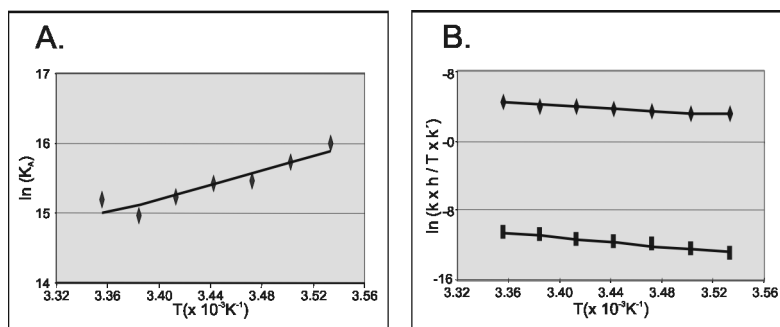 A.
17
16
15
14
ln (K_A)
3.32 3.36 3.40 3.44 3.48 3.52 3.56
T(x 10⁻³K⁻¹)
B.
-8
-0
-8
-16
ln (k x h / T x k´)
3.32 3.36 3.40 3.44 3.48 3.52 3.56
T(x 10⁻³K⁻¹)